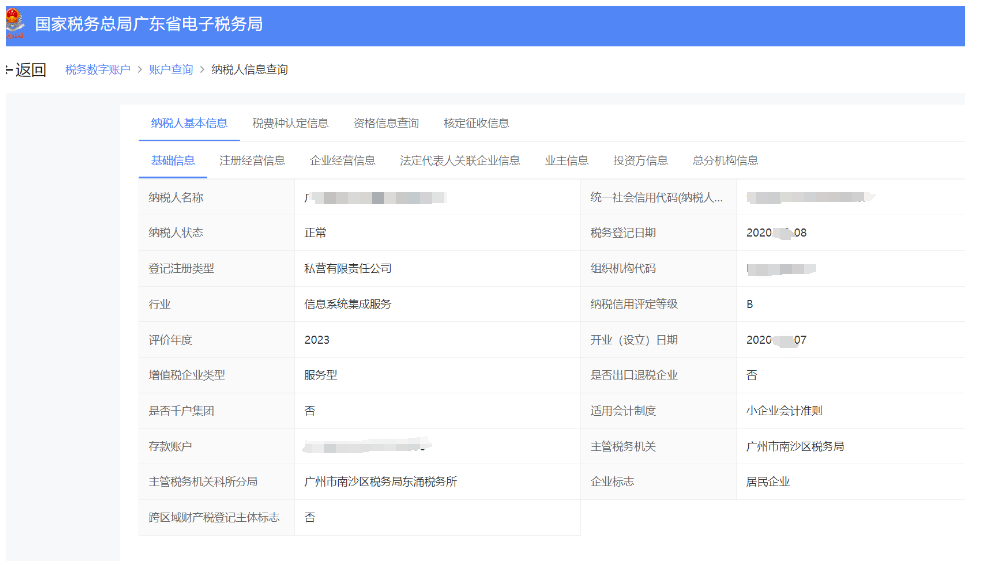 国家税务总局广东省电子税务局
返回 税务数字账户 > 账户查询 > 纳税人信息查询
纳税人基本信息 税费种认定信息 资格信息查询 核定征收信息
基础信息 注册经营信息 企业经营信息 法定代表人关联企业信息 业主信息 投资方信息 总分机构信息
纳税人名称 统一社会信用代码(纳税人...
纳税人状态 正常 税务登记日期 2020 08
登记注册类型 私营有限责任公司 组织机构代码
行业 信息系统集成服务 纳税信用评定等级 B
评价年度 2023 开业（设立）日期 2020 07
增值税企业类型 服务型 是否出口退税企业 否
是否千户集团 否 适用会计制度 小企业会计准则
存款账户 主管税务机关 广州市南沙区税务局
主管税务机关科所分局 广州市南沙区税务局东涌税务所 企业标志 居民企业
跨区域财产税登记主体标志 否